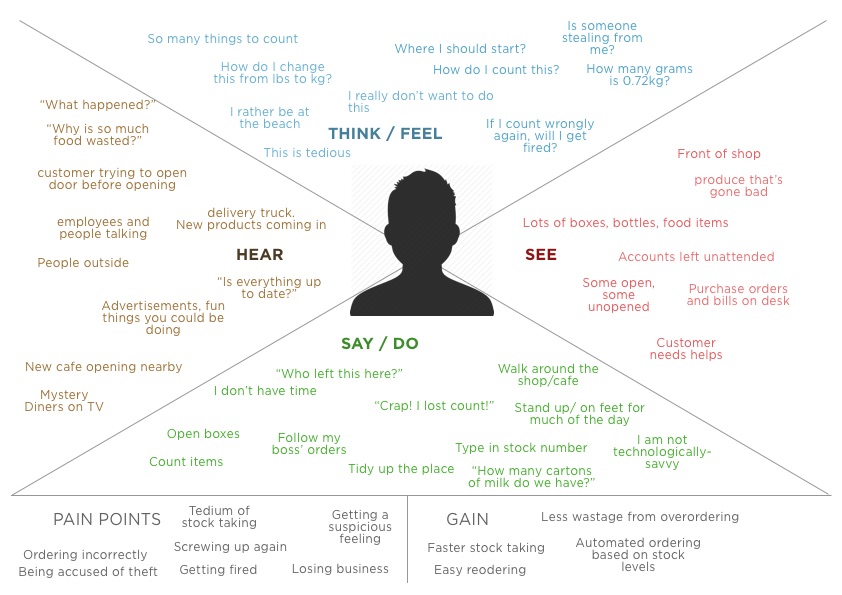 So many things to count
Where I should start?
Is someone
stealing from
me?
How do I change
this from lbs to kg?
How do I count this?
How many grams
is 0.72kg?
I rather be at
the beach
I really don’t want to do
this
If I count wrongly
again, will I get
fired?
THINK / FEEL
This is tedious
“What happened?”
“Why is so much
food wasted?”
customer trying to open
door before opening
employees and
people talking
delivery truck.
New products coming in
People outside
HEAR
“Is everything up
to date?”
Advertisements, fun
things you could be
doing
New cafe opening nearby
Mystery
Diners on TV
Front of shop
produce that’s
gone bad
Lots of boxes, bottles, food items
SEE
Accounts left unattended
Some open,
some
unopened
Purchase orders
and bills on desk
Customer
needs helps
SAY / DO
“Who left this here?”
I don’t have time
Walk around the
shop/cafe
“Crap! I lost count!”
Stand up/ on feet for
much of the day
Open boxes
Follow my
boss’ orders
Type in stock number
I am not
technologically-
savvy
Count items
Tidy up the place
“How many cartons
of milk do we have?”
PAIN POINTS
Tedium of
stock taking
Getting a
suspicious
feeling
Ordering incorrectly
Screwing up again
Being accused of theft
Getting fired
Losing business
GAIN
Less wastage from overordering
Faster stock taking
Automated ordering
based on stock
levels
Easy reodering